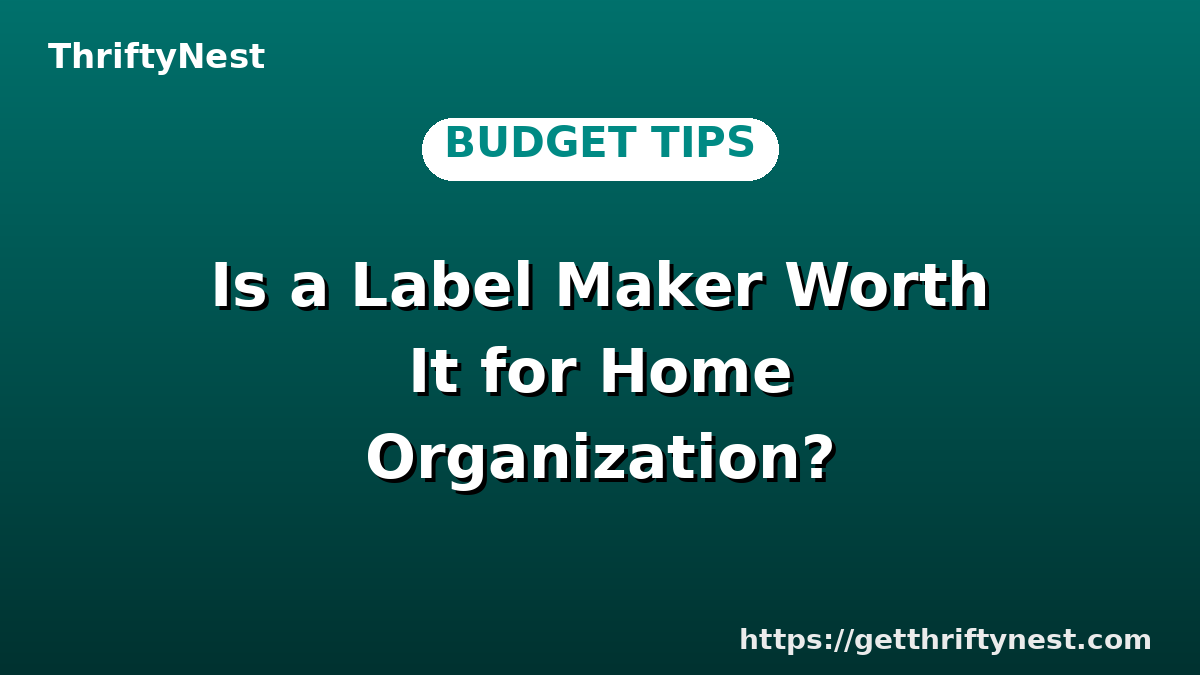 ThriftyNest
BUDGET TIPS
Is a Label Maker Worth
It for Home
Organization?
https://getthriftynest.com